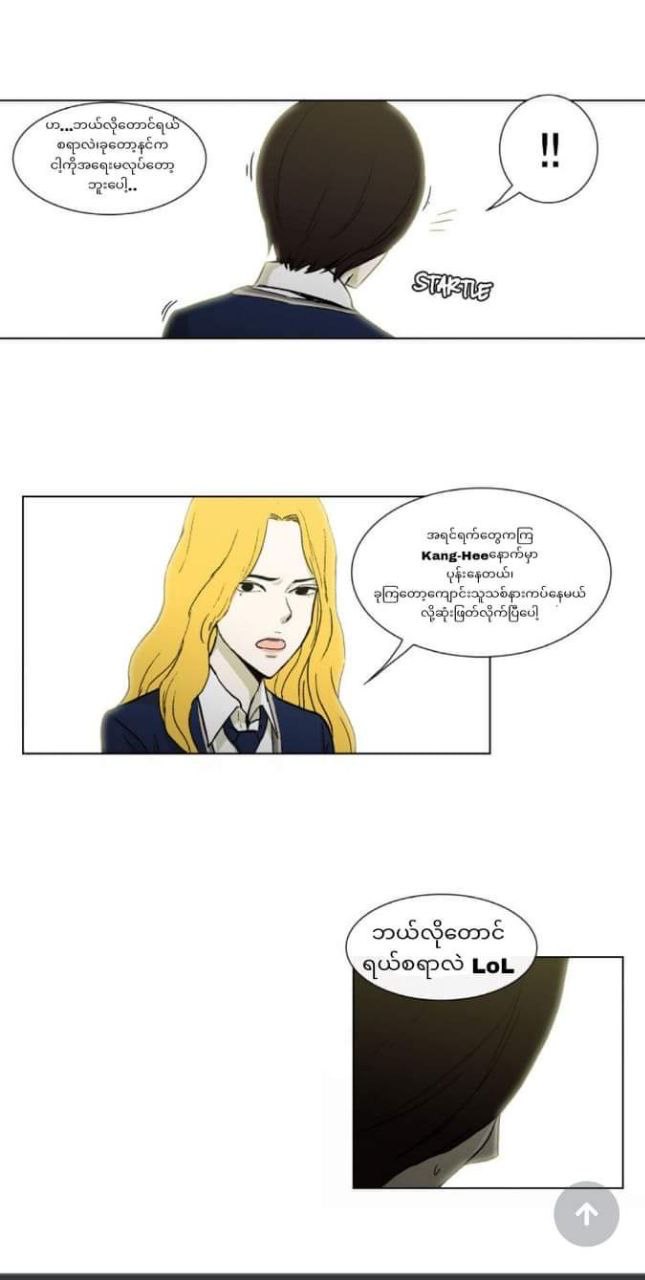 ဟာ...ဘယ်လိုတောင်ရယ်
စရာလဲ၊ခုတော့နင်က
ငါ့ကိုအရေးမလုပ်တော့
ဘူးပေါ့..
!!
STARTLE
အရင်ရက်တွေကကြ
Kang-Heeနောက်မှာ
ပုန်းနေတယ်၊
ခုကြတော့ကျောင်းသူသစ်နားကပ်နေမယ်
လို့ဆုံးဖြတ်လိုက်ပြီပေါ့
ဘယ်လိုတောင်
ရယ်စရာလဲ LoL